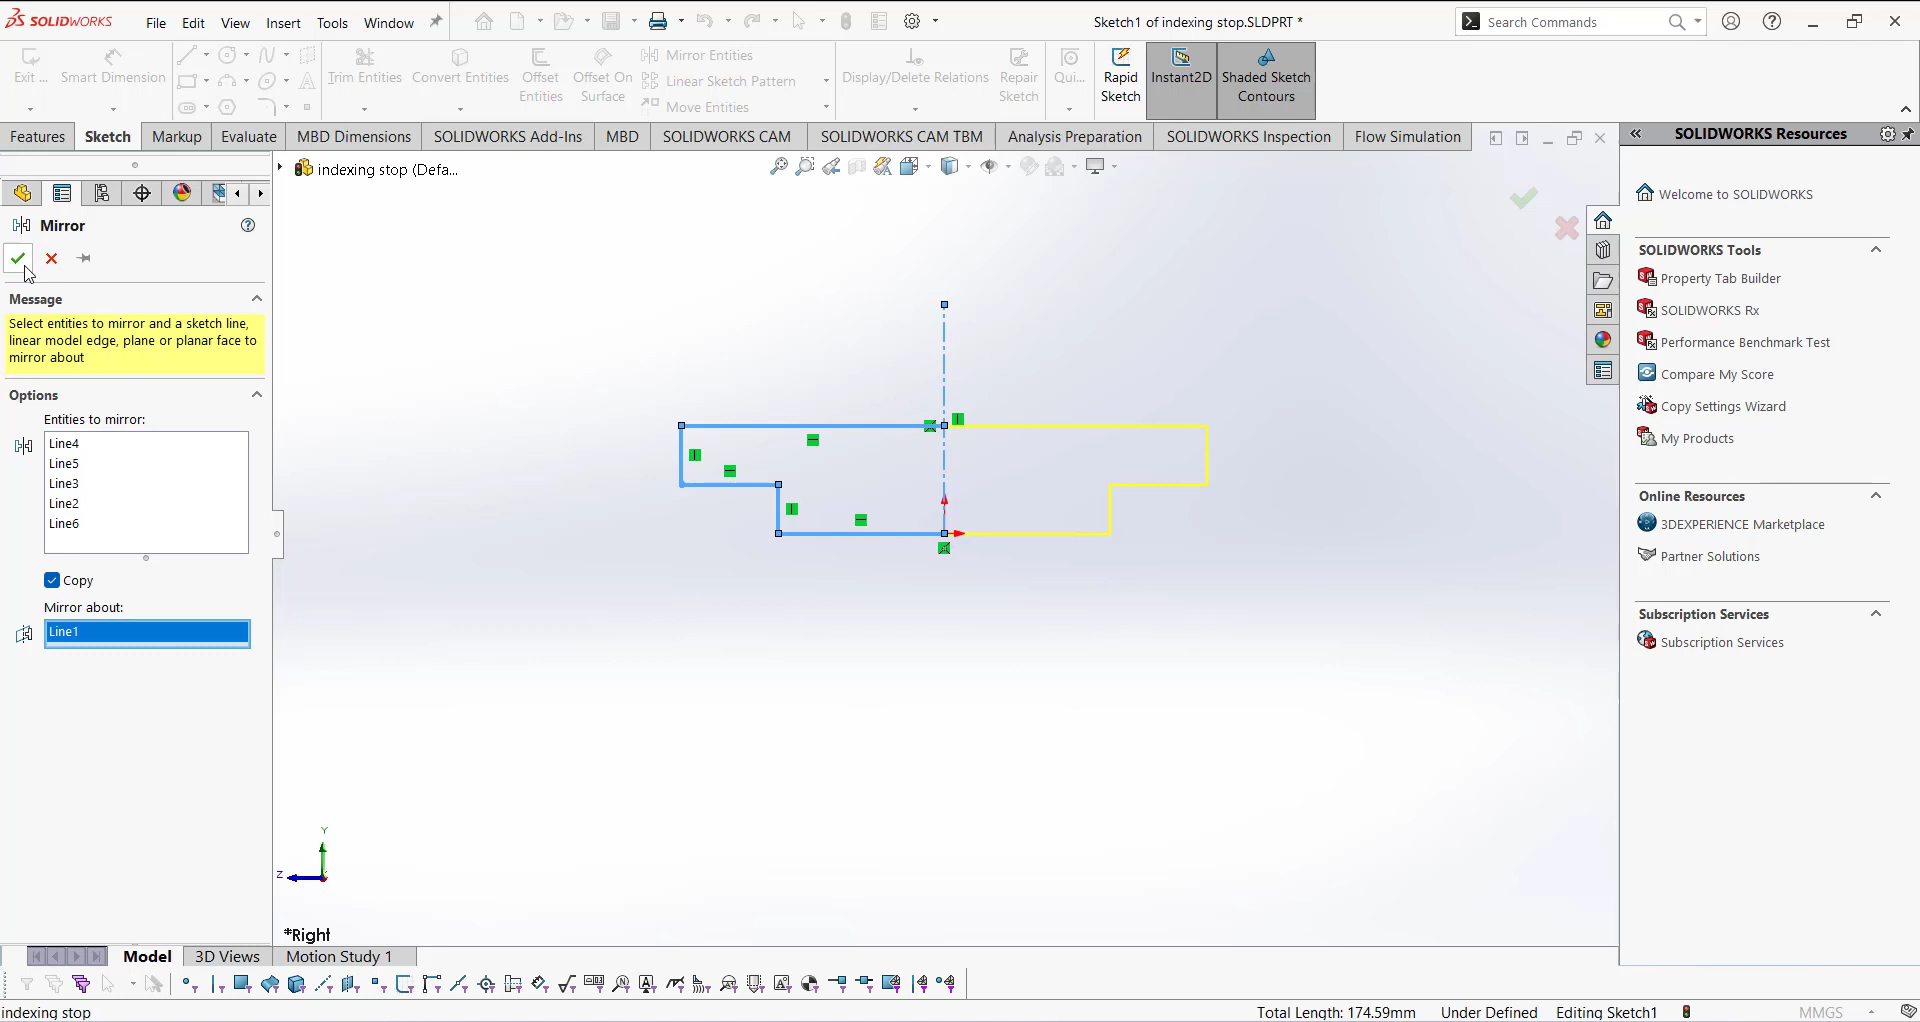 SOLIDWORKS File Edit View Insert Tools Window
Sketch1 of indexing stop.SLDPRT *
Search Commands
Exit ...
Smart Dimension
Trim Entities
Convert Entities
Offset Entities
Offset On Surface
Mirror Entities
Linear Sketch Pattern
Move Entities
Display/Delete Relations
Repair Sketch
Qui...
Rapid Sketch
Instant2D
Shaded Sketch Contours
Features Sketch Markup Evaluate MBD Dimensions SOLIDWORKS Add-Ins MBD SOLIDWORKS CAM SOLIDWORKS CAM TBM Analysis Preparation SOLIDWORKS Inspection Flow Simulation
Mirror
Message
Select entities to mirror and a sketch line,
linear model edge, plane or planar face to
mirror about
Options
Entities to mirror:
Line4
Line5
Line3
Line2
Line6
Copy
Mirror about:
Line1
indexing stop (Defa...
Y
Z
*Right
SOLIDWORKS Resources
Welcome to SOLIDWORKS
SOLIDWORKS Tools
Property Tab Builder
SOLIDWORKS Rx
Performance Benchmark Test
Compare My Score
Copy Settings Wizard
My Products
Online Resources
3DEXPERIENCE Marketplace
Partner Solutions
Subscription Services
Subscription Services
Model 3D Views Motion Study 1
indexing stop
Total Length: 174.59mm Under Defined Editing Sketch1 MMGS